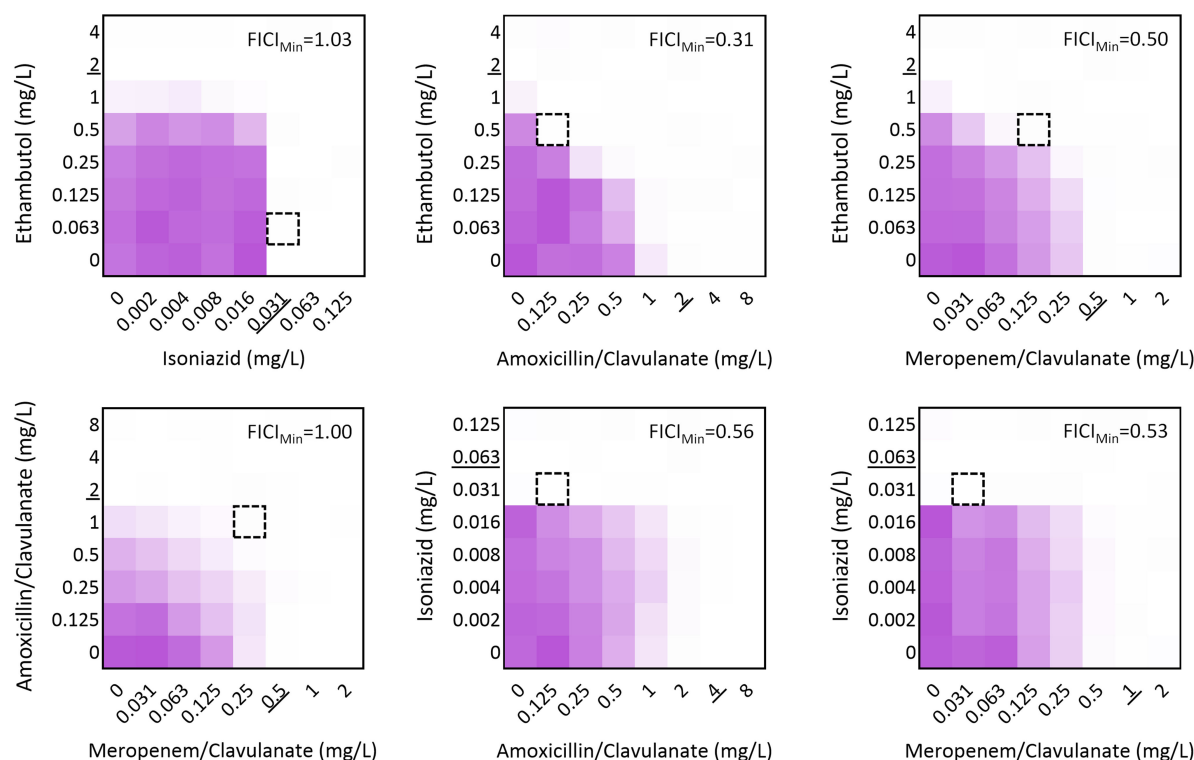 FICIMin=1.03
4
2
1
0.5
0.25
0.125
0.063
0
Ethambutol (mg/L)
0 0.002 0.004 0.008 0.016 0.031 0.063 0.125
Isoniazid (mg/L)
FICIMin=0.31
4
2
1
0.5
0.25
0.125
0.063
0
Ethambutol (mg/L)
0 0.125 0.25 0.5 1 2 4 8
Amoxicillin/Clavulanate (mg/L)
FICIMin=0.50
4
2
1
0.5
0.25
0.125
0.063
0
Ethambutol (mg/L)
0 0.031 0.063 0.125 0.25 0.5 1 2
Meropenem/Clavulanate (mg/L)
FICIMin=1.00
8
4
2
1
0.5
0.25
0.125
0
Amoxicillin/Clavulanate (mg/L)
0 0.031 0.063 0.125 0.25 0.5 1 2
Meropenem/Clavulanate (mg/L)
FICIMin=0.56
0.125
0.063
0.031
0.016
0.008
0.004
0.002
0
Isoniazid (mg/L)
0 0.125 0.25 0.5 1 2 4 8
Amoxicillin/Clavulanate (mg/L)
FICIMin=0.53
0.125
0.063
0.031
0.016
0.008
0.004
0.002
0
Isoniazid (mg/L)
0 0.031 0.063 0.125 0.25 0.5 1 2
Meropenem/Clavulanate (mg/L)